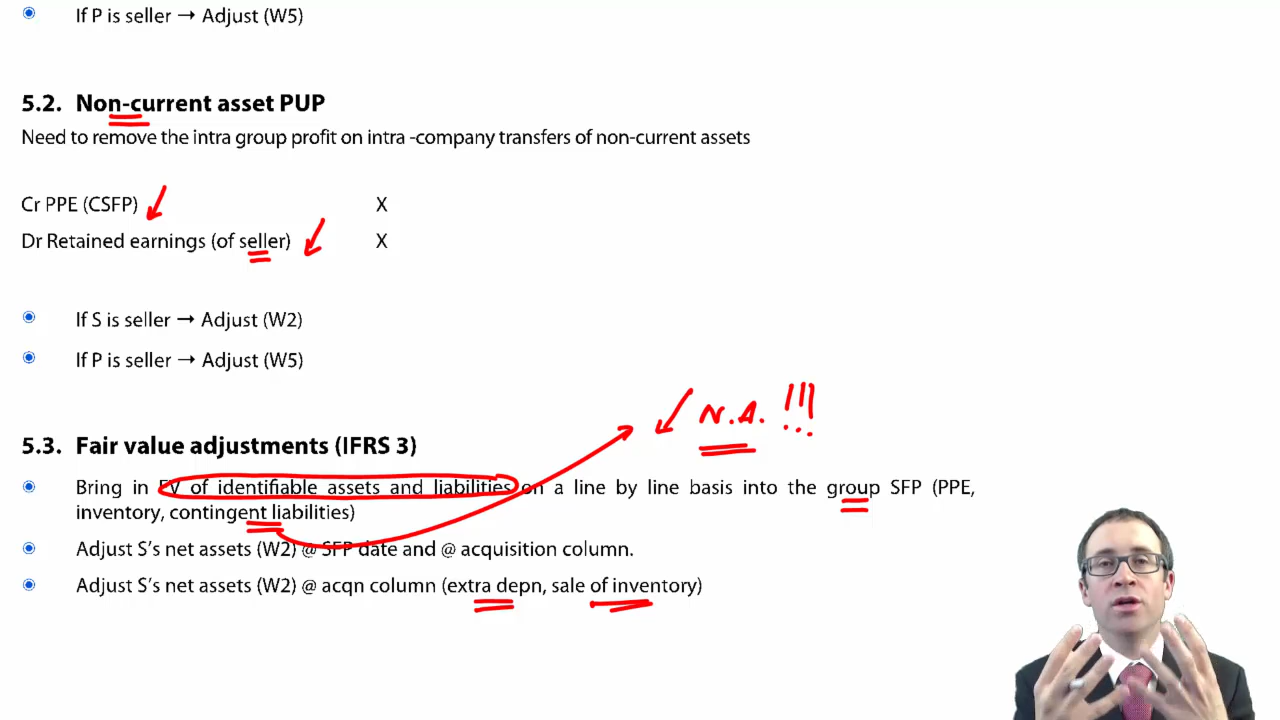 If P is seller → Adjust (W5)
5.2. Non-current asset PUP
Need to remove the intra group profit on intra -company transfers of non-current assets
Cr PPE (CSFP) X
Dr Retained earnings (of seller) X
If S is seller → Adjust (W2)
If P is seller → Adjust (W5)
N.A. !!!
5.3. Fair value adjustments (IFRS 3)
Bring in FV of identifiable assets and liabilities on a line by line basis into the group SFP (PPE,
inventory, contingent liabilities)
Adjust S's net assets (W2) @ SFP date and @ acquisition column.
Adjust S's net assets (W2) @ acqn column (extra depn, sale of inventory)